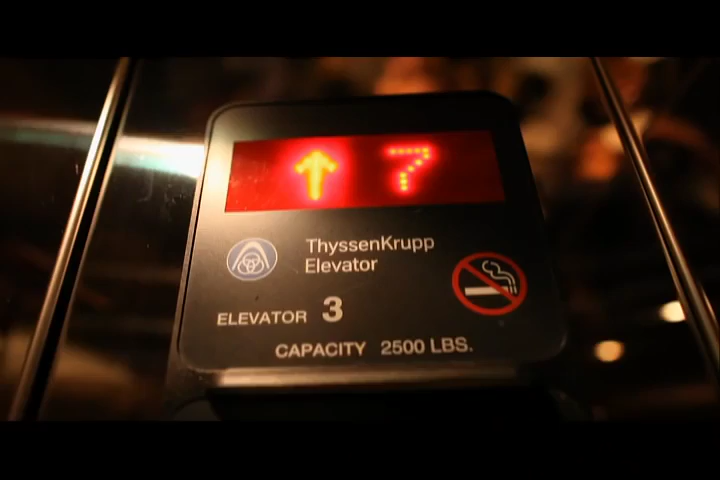 ↑ 7
ThyssenKrupp
Elevator
ELEVATOR 3
CAPACITY 2500 LBS.